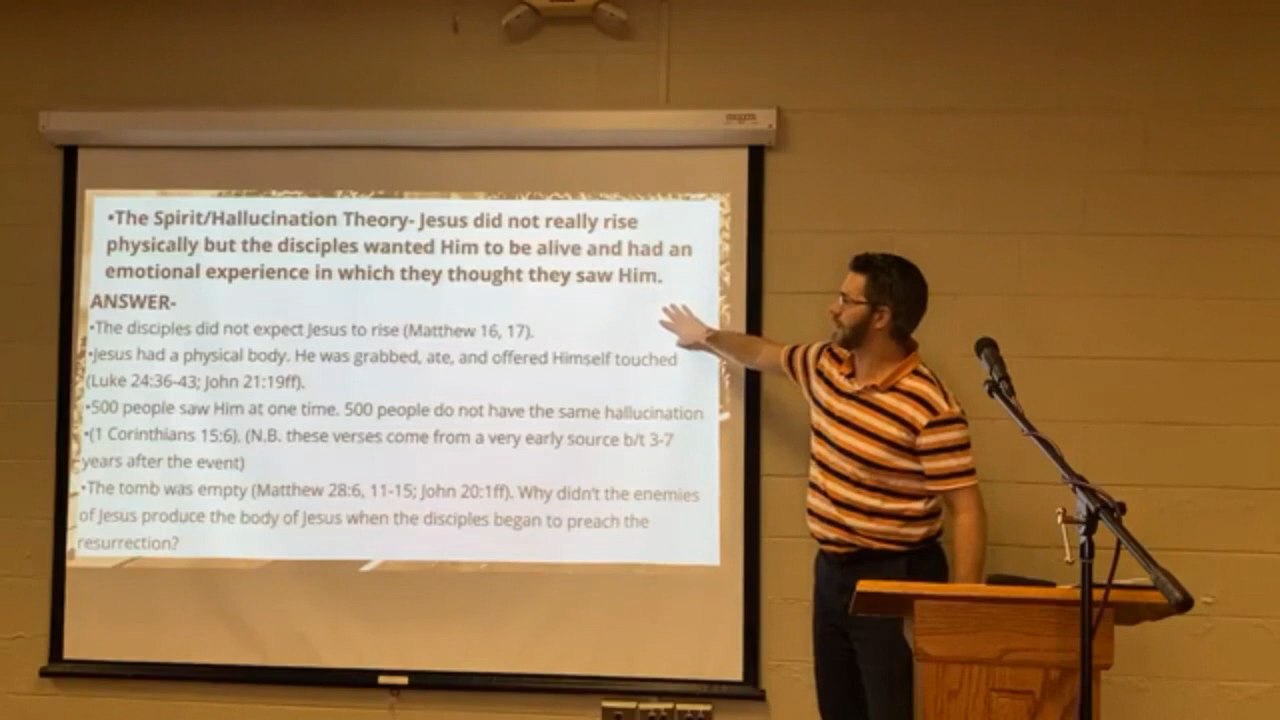 •The Spirit/Hallucination Theory- Jesus did not really rise
physically but the disciples wanted Him to be alive and had an
emotional experience in which they thought they saw Him.
ANSWER-
•The disciples did not expect Jesus to rise (Matthew 16, 17).
•Jesus had a physical body. He was grabbed, ate, and offered Himself touched
(Luke 24:36-43; John 21:19ff).
•500 people saw Him at one time. 500 people do not have the same hallucination
•(1 Corinthians 15:6). (N.B. these verses come from a very early source b/t 3-7
years after the event)
•The tomb was empty (Matthew 28:6, 11-15; John 20:1ff). Why didn't the enemies
of Jesus produce the body of Jesus when the disciples began to preach the
resurrection?